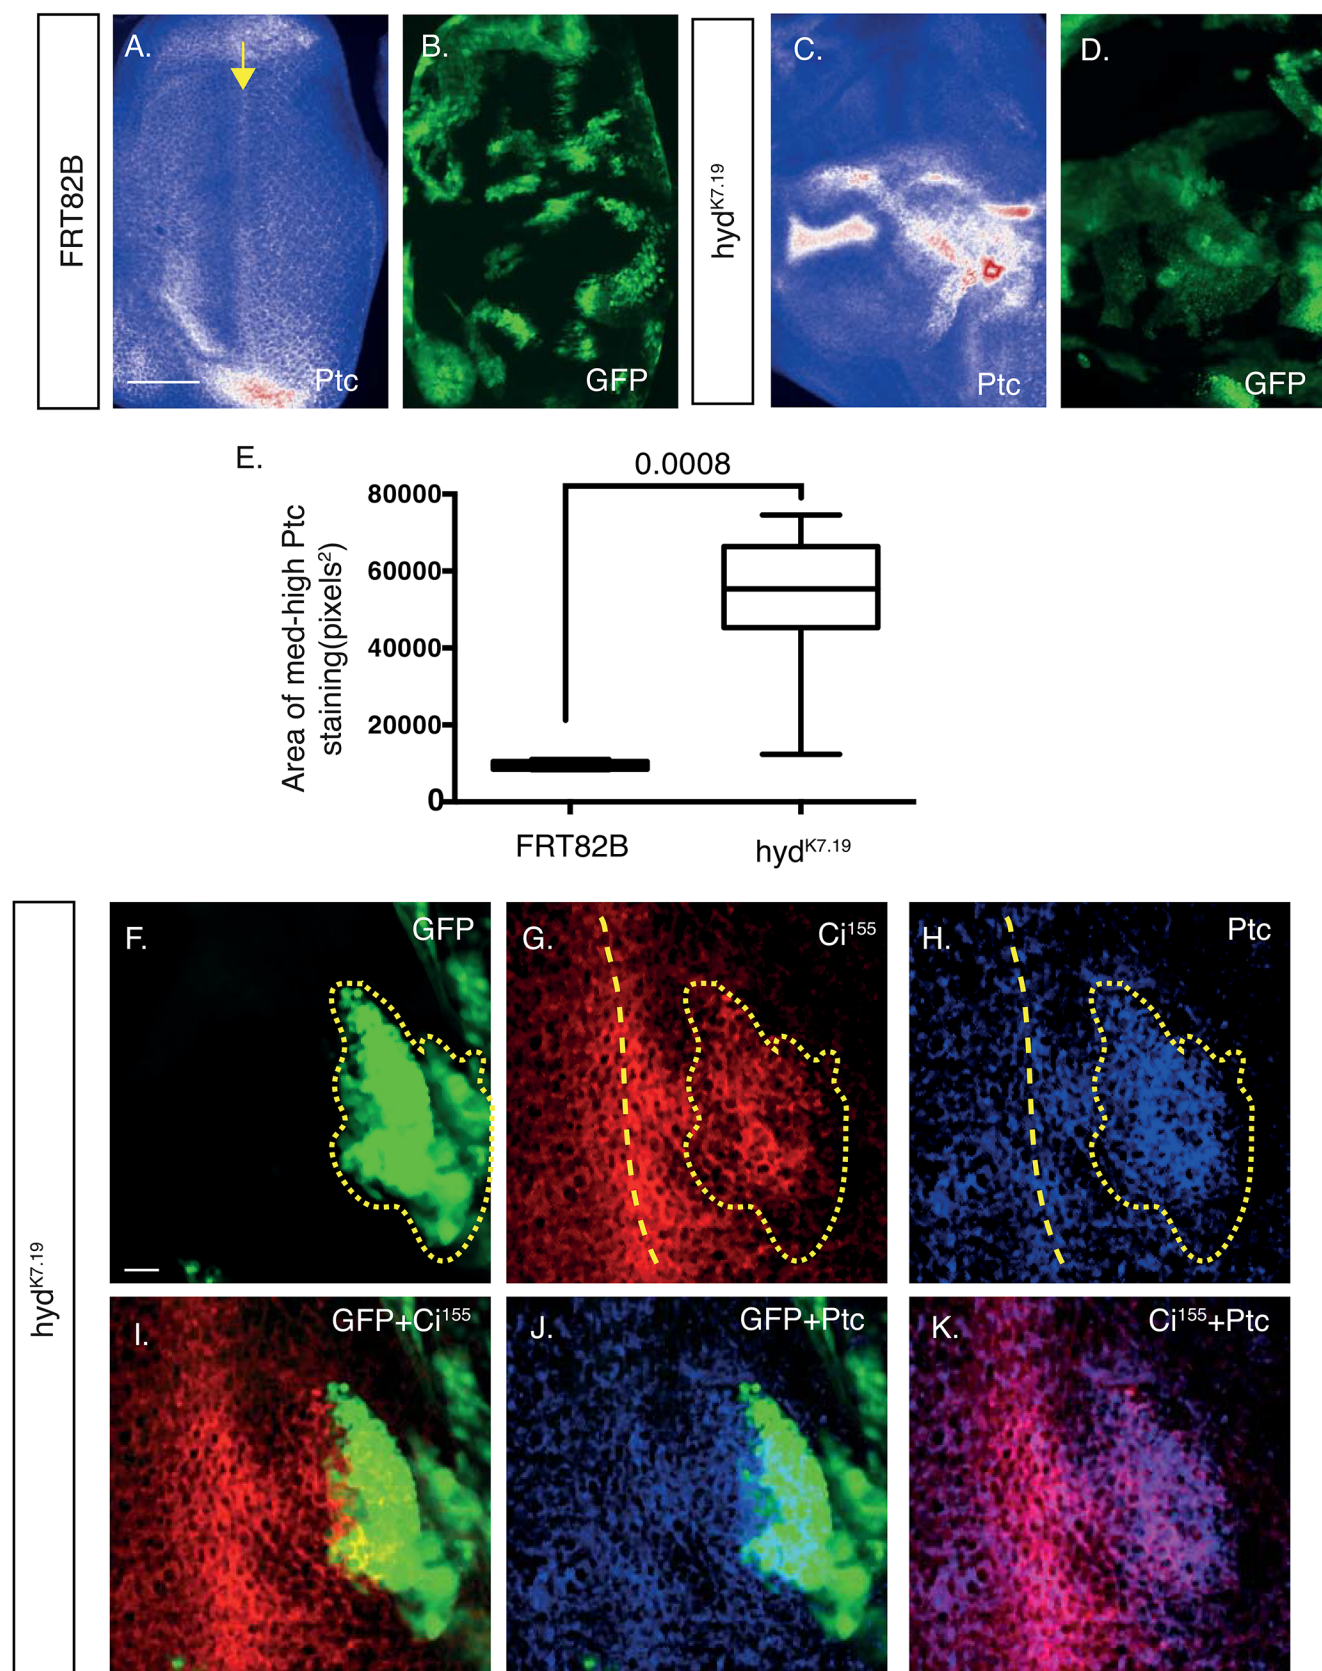 FRT82B
A.
Ptc
B.
GFP
hydK7.19
C.
Ptc
D.
GFP
E.
0.0008
Area of med-high Ptc
staining(pixels²)
80000
60000
40000
20000
0
FRT82B
hydK7.19
hydK7.19
F.
GFP
G.
Ci¹⁵⁵
H.
Ptc
I.
GFP+Ci¹⁵⁵
J.
GFP+Ptc
K.
Ci¹⁵⁵+Ptc